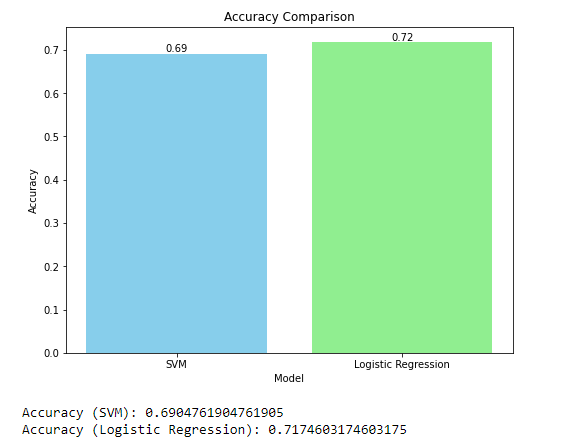 Accuracy Comparison
0.69
0.72
0.7
0.6
0.5
0.4
0.3
0.2
0.1
0.0
Accuracy
SVM
Logistic Regression
Model
Accuracy (SVM): 0.6904761904761905
Accuracy (Logistic Regression): 0.7174603174603175